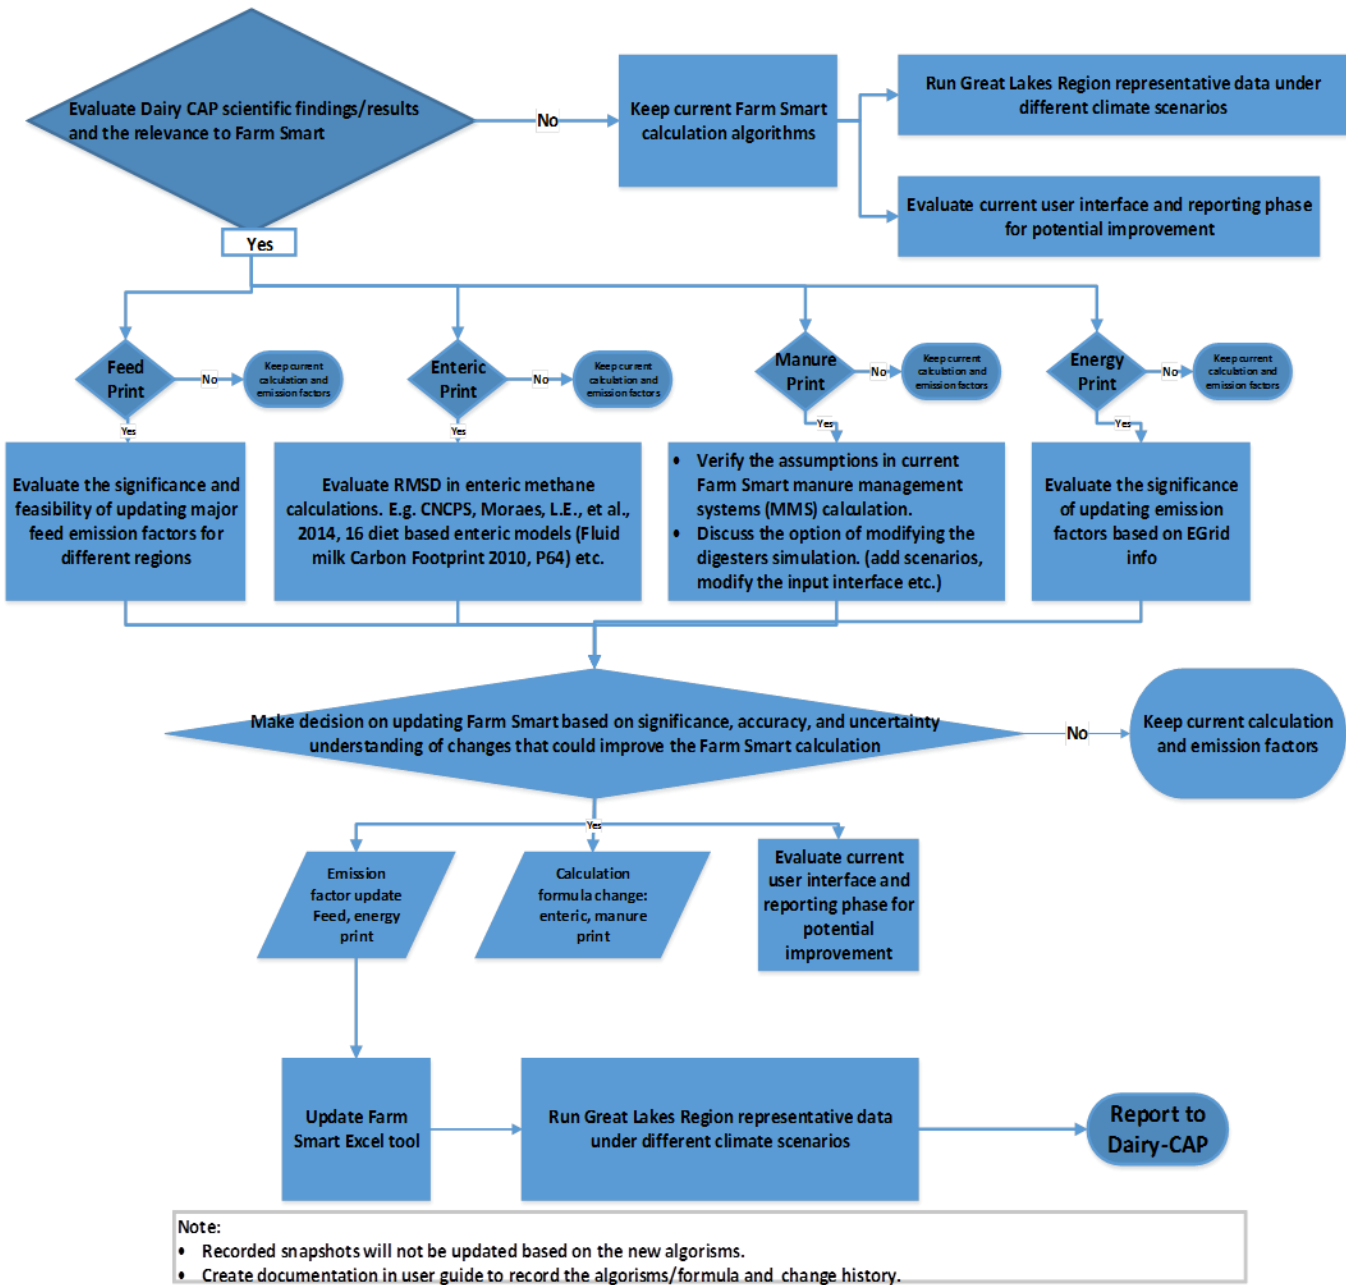 Evaluate Dairy CAP scientific findings/results
and the relevance to Farm Smart
No
Keep current Farm Smart
calculation algorithms
Run Great Lakes Region representative data under
different climate scenarios
Evaluate current user interface and reporting phase
for potential improvement
Yes
Feed
Print
No
Keep current
calculation and
emission factors
Enteric
Print
No
Keep current
calculation and
emission factors
Manure
Print
No
Keep current
calculation and
emission factors
Energy
Print
No
Keep current
calculation and
emission factors
Yes
Yes
Yes
Yes
Evaluate the significance and
feasibility of updating major
feed emission factors for
different regions
Evaluate RMSD in enteric methane
calculations. E.g. CNCPS, Moraes, L.E., et al.,
2014, 16 diet based enteric models (Fluid
milk Carbon Footprint 2010, P64) etc.
• Verify the assumptions in current
Farm Smart manure management
systems (MMS) calculation.
• Discuss the option of modifying the
digesters simulation. (add scenarios,
modify the input interface etc.)
Evaluate the significance
of updating emission
factors based on EGrid
info
Make decision on updating Farm Smart based on significance, accuracy, and uncertainty
understanding of changes that could improve the Farm Smart calculation
No
Keep current calculation
and emission factors
Yes
Emission
factor update
Feed, energy
print
Calculation
formula change:
enteric, manure
print
Evaluate current
user interface and
reporting phase for
potential
improvement
Update Farm
Smart Excel tool
Run Great Lakes Region representative data
under different climate scenarios
Report to
Dairy-CAP
Note:
• Recorded snapshots will not be updated based on the new algorisms.
• Create documentation in user guide to record the algorisms/formula and change history.